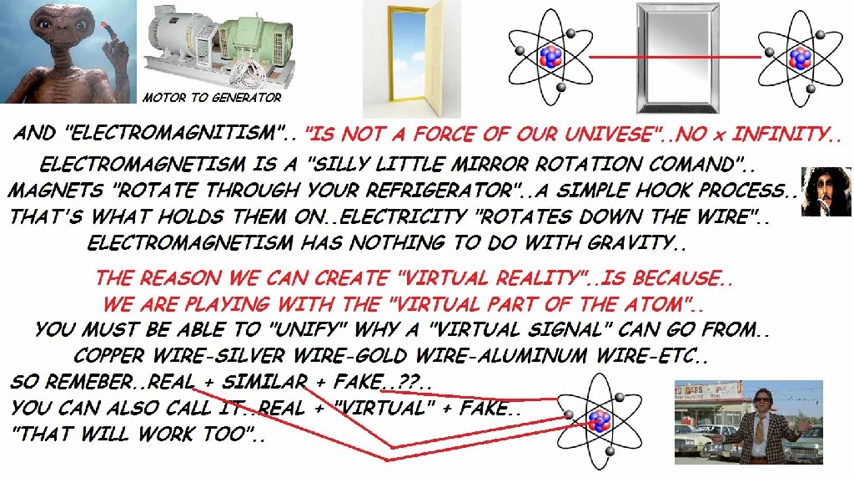 MOTOR TO GENERATOR
AND "ELECTROMAGNITISM".. "IS NOT A FORCE OF OUR UNIVESE"..NO x INFINITY..
ELECTROMAGNETISM IS A "SILLY LITTLE MIRROR ROTATION COMAND"..
MAGNETS "ROTATE THROUGH YOUR REFRIGERATOR"..A SIMPLE HOOK PROCESS..
THAT'S WHAT HOLDS THEM ON..ELECTRICITY "ROTATES DOWN THE WIRE"..
ELECTROMAGNETISM HAS NOTHING TO DO WITH GRAVITY..
THE REASON WE CAN CREATE "VIRTUAL REALITY"..IS BECAUSE..
WE ARE PLAYING WITH THE "VIRTUAL PART OF THE ATOM"..
YOU MUST BE ABLE TO "UNIFY" WHY A "VIRTUAL SIGNAL" CAN GO FROM..
COPPER WIRE-SILVER WIRE-GOLD WIRE-ALUMINUM WIRE-ETC..
SO REMEBER..REAL + SIMILAR + FAKE..??..
YOU CAN ALSO CALL IT..REAL + "VIRTUAL" + FAKE..
"THAT WILL WORK TOO"..